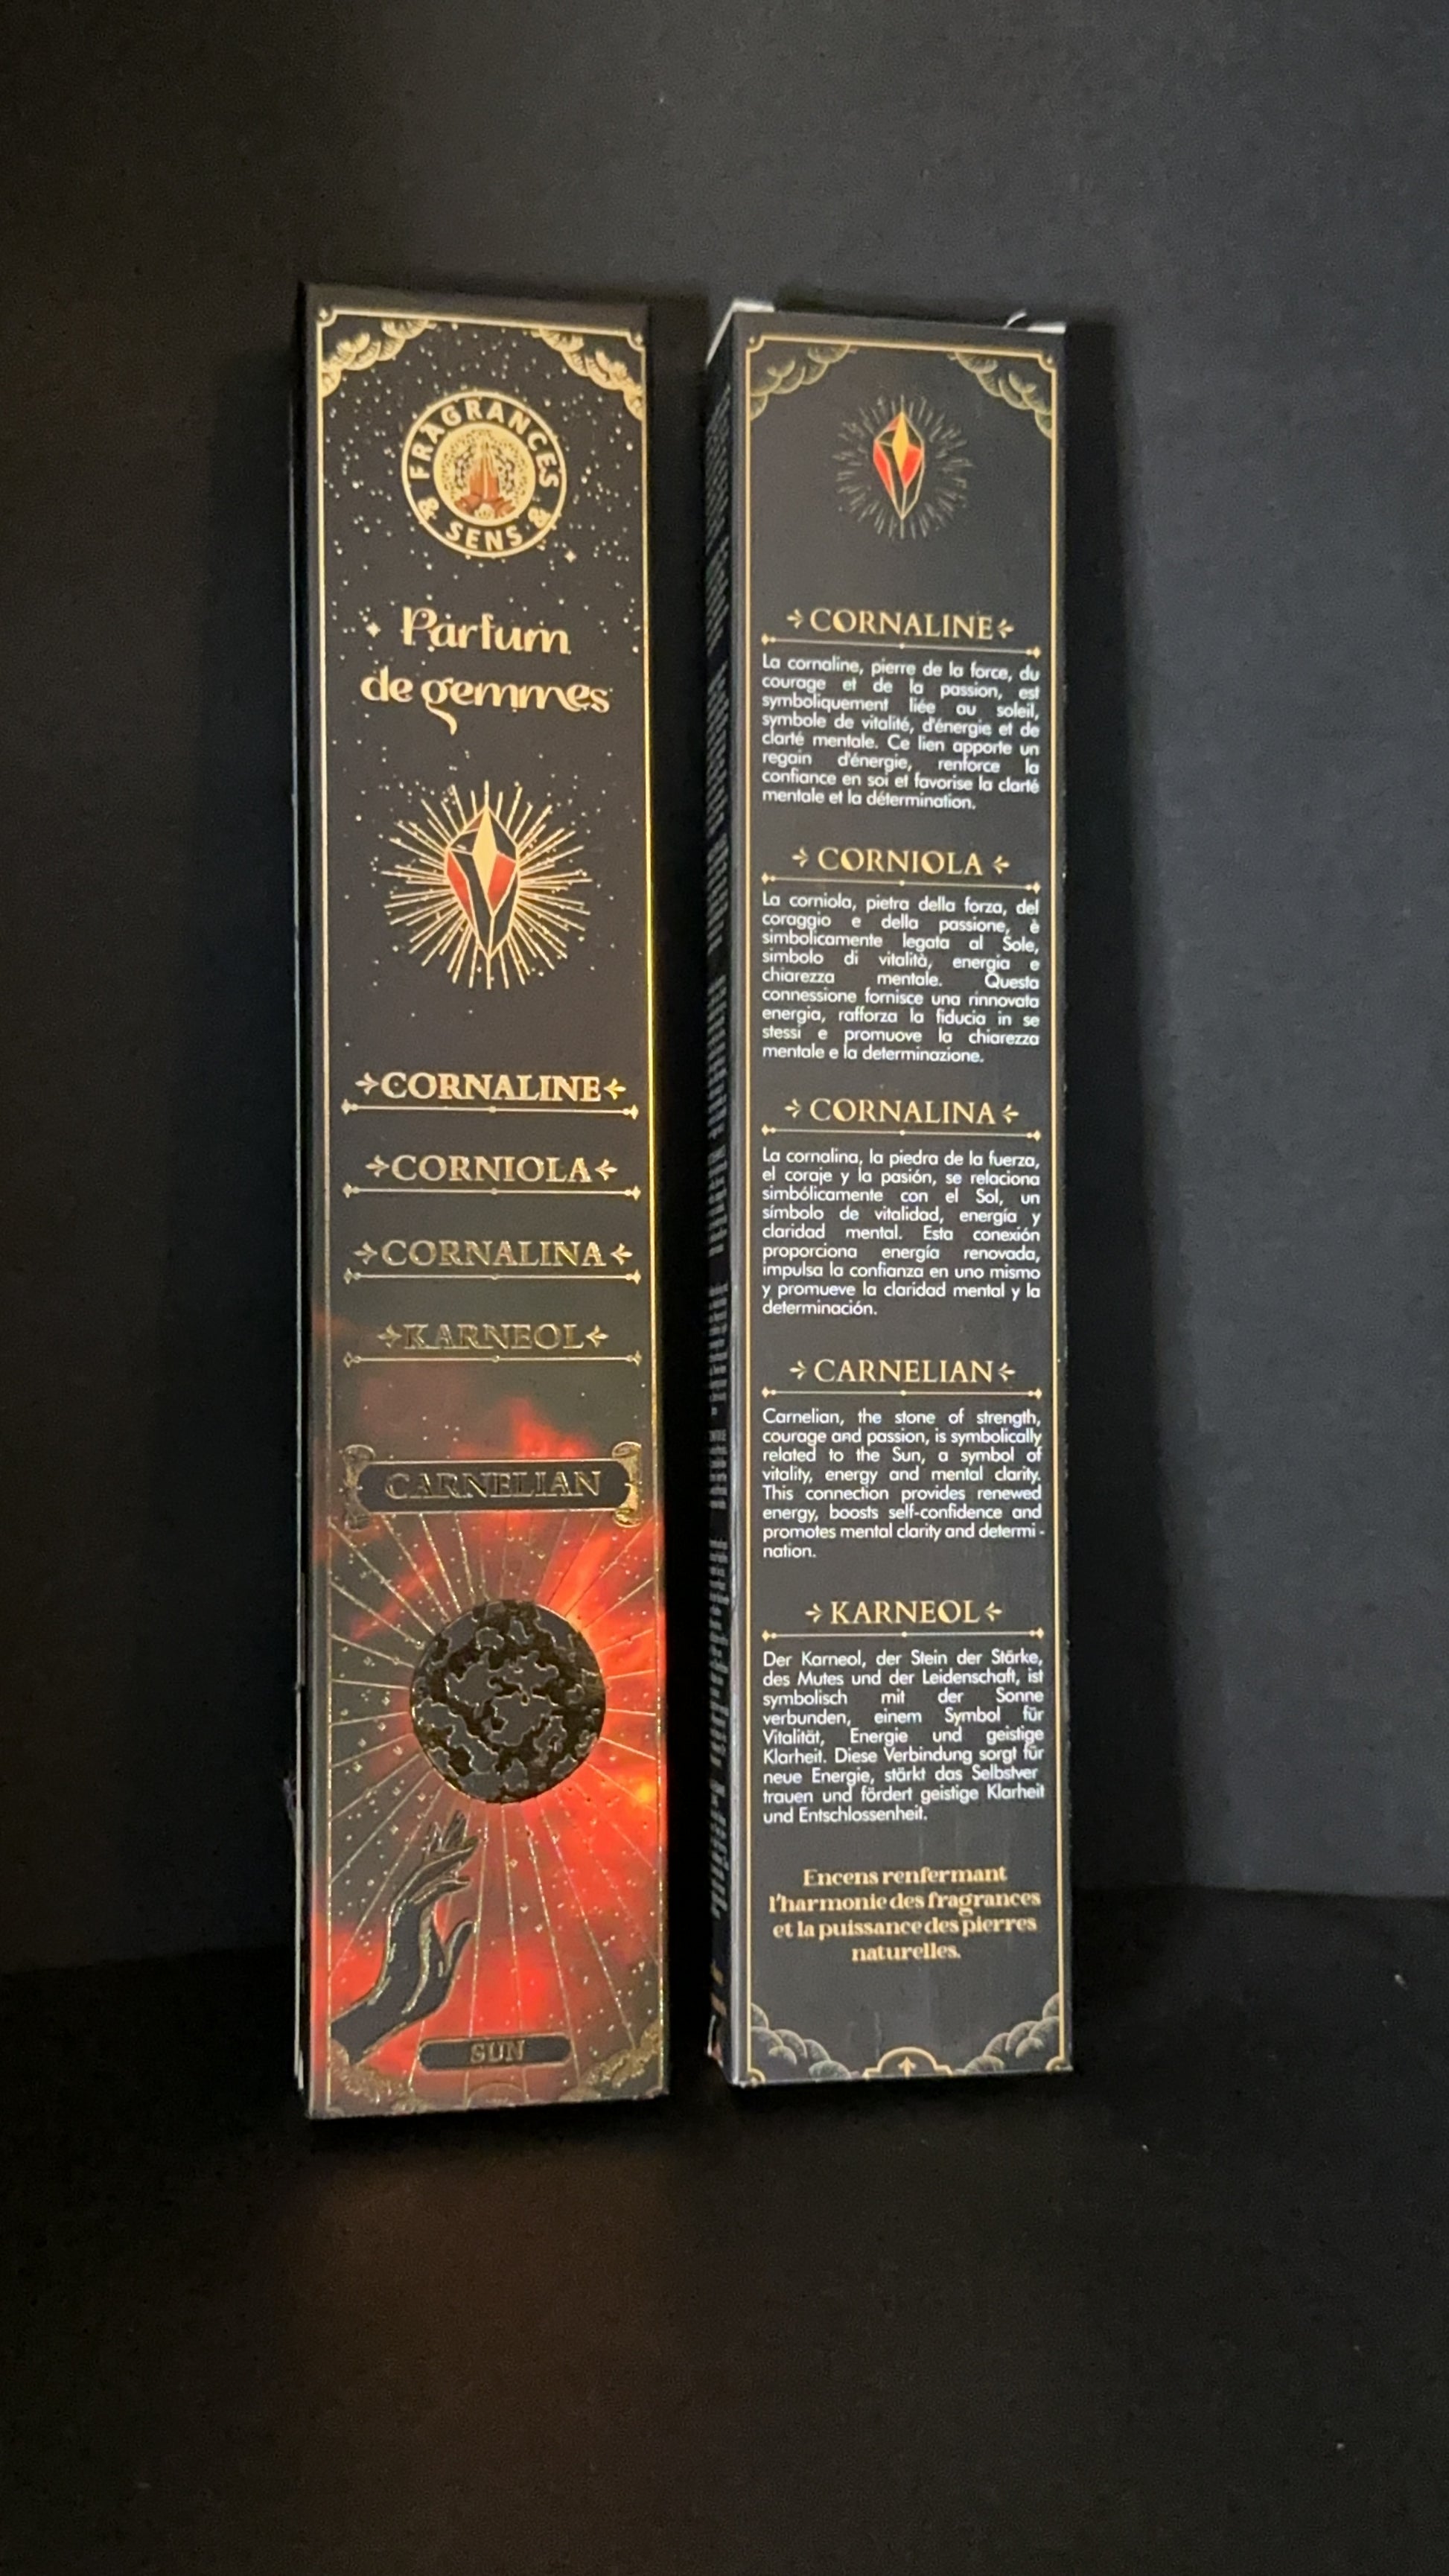 FRAGRANCES
& SENS &
Parfum
de gemmes
CORNALINE
CORNIOLA
CORNALINA
KARNEOL
CARNELIAN
SUN
CORNALINE
La cornaline, pierre de la force, du
courage et de la passion, est
symboliquement liée au soleil,
symbole de vitalité, d'énergie et de
clarté mentale. Ce lien apporte un
regain d'énergie, renforce la
confiance en soi et favorise la clarté
mentale et la détermination.
CORNIOLA
La corniola, pietra della forza, del
coraggio e della passione, è
simbolicamente legata al Sole,
simbolo di vitalità, energia e
chiarezza mentale. Questa
connessione fornisce una rinnovata
energia, rafforza la fiducia in se
stessi e promuove la chiarezza
mentale e la determinazione.
CORNALINA
La cornalina, la piedra de la fuerza,
el coraje y la pasión, se relaciona
simbólicamente con el Sol, un
símbolo de vitalidad, energía y
claridad mental. Esta conexión
proporciona energía renovada,
impulsa la confianza en uno mismo
y promueve la claridad mental y la
determinación.
CARNELIAN
Carnelian, the stone of strength,
courage and passion, is symbolically
related to the Sun, a symbol of
vitality, energy and mental clarity.
This connection provides renewed
energy, boosts self-confidence and
promotes mental clarity and determi-
nation.
KARNEOL
Der Karneol, der Stein der Stärke,
des Mutes und der Leidenschaft, ist
symbolisch mit der Sonne
verbunden, einem Symbol für
Vitalität, Energie und geistige
Klarheit. Diese Verbindung sorgt für
neue Energie, stärkt das Selbstver
trauen und fördert geistige Klarheit
und Entschlossenheit.
Encens renfermant
l'harmonie des fragrances
et la puissance des pierres
naturelles.